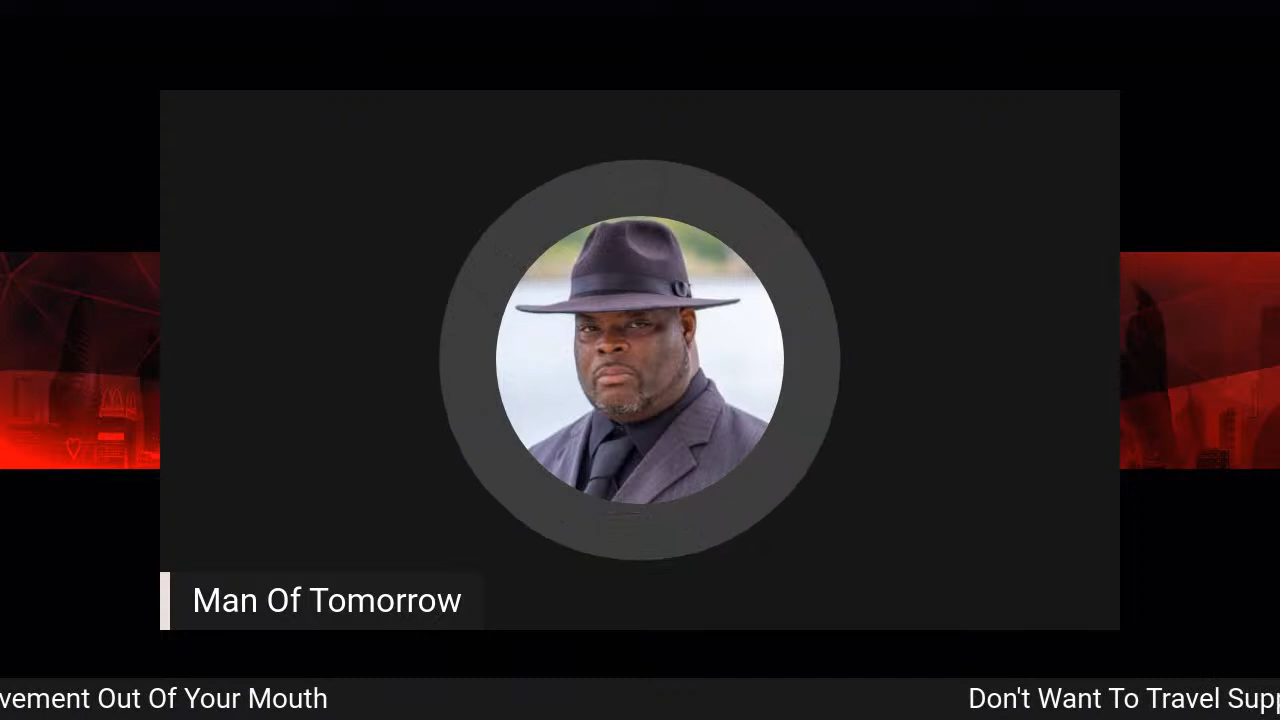 Man Of Tomorrow
vement Out Of Your Mouth
Don't Want To Travel Supp